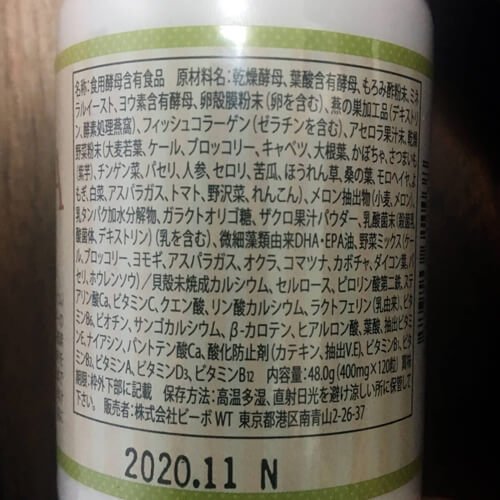 名称:食用酵母含有食品 原材料名:乾燥酵母、葉酸含有酵母、もろみ酢粉末、ミネ
ラルイースト、ヨウ素含有酵母、卵殻膜粉末(卵を含む)、燕の巣加工品(デキストリ
ン、酵素処理燕窩)、フィッシュコラーゲン(ゼラチンを含む)、アセロラ果汁末、乾燥
野菜粉末(大麦若葉、ケール、ブロッコリー、キャベツ、大根葉、かぼちゃ、さつまいも
(紫芋)、チンゲン菜、パセリ、人参、セロリ、苦瓜、ほうれん草、桑の葉、モロヘイヤ、よ
もぎ、白菜、アスパラガス、トマト、野沢菜、れんこん)、メロン抽出物(小麦、メロン)、
乳タンパク加水分解物、ガラクトオリゴ糖、ザクロ果汁パウダー、乳酸菌末(殺菌乳
酸菌体、デキストリン)(乳を含む)、微細藻類由来DHA・EPA油、野菜ミックス(ケー
ル、ブロッコリー、ヨモギ、アスパラガス、オクラ、コマツナ、カボチャ、ダイコン葉、パ
セリ、ホウレンソウ)/貝殻未焼成カルシウム、セルロース、ピロリン酸第二鉄、ステ
アリン酸Ca、ビタミンC、クエン酸、リン酸カルシウム、ラクトフェリン(乳由来)、ビタ
ミンB6、ビオチン、サンゴカルシウム、β-カロテン、ヒアルロン酸、葉酸、抽出ビタミ
ンE、ナイアシン、パントテン酸Ca、酸化防止剤(カテキン、抽出V.E)、ビタミンB1、ビタ
ミンB2、ビタミンA、ビタミンD3、ビタミンB12 内容量:48.0g(400mg×120粒) 賞味
期限:枠外下部に記載 保存方法:高温多湿、直射日光を避け涼しい所に保管して
下さい。 販売者:株式会社ビーボWT 東京都港区南青山2-26-37
2020.11 N